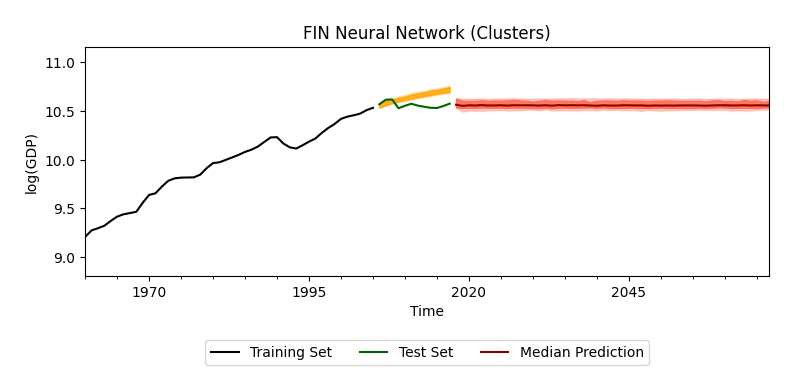 FIN Neural Network (Clusters)
11.0
10.5
10.0
9.5
9.0
log(GDP)
1970 1995 2020 2045
Time
Training Set Test Set Median Prediction